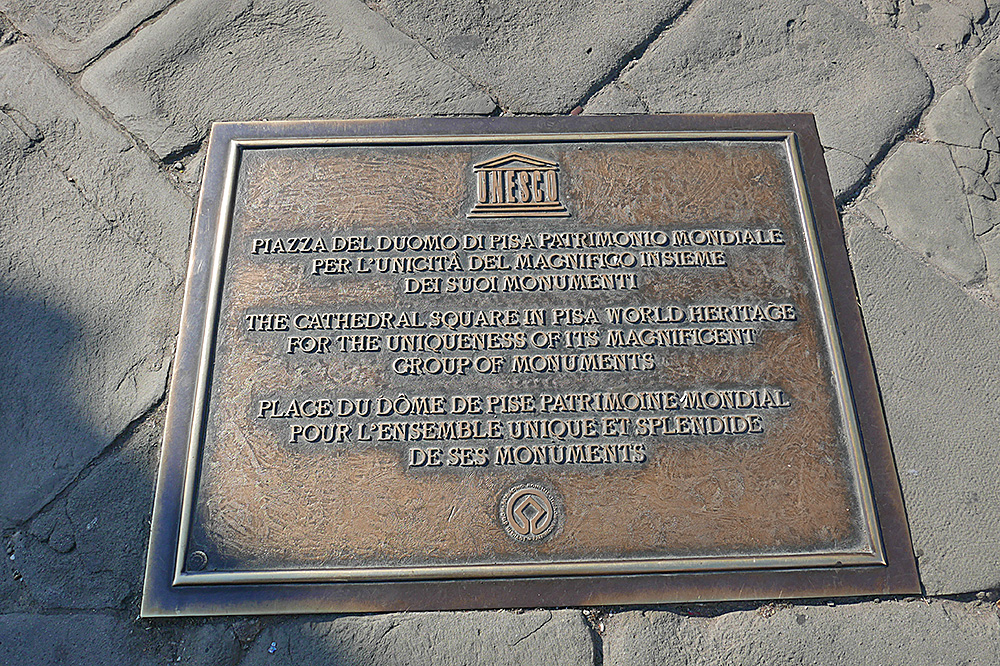 UNESCO
PIAZZA DEL DUOMO DI PISA PATRIMONIO MONDIALE
PER L'UNICITÀ DEL MAGNIFICO INSIEME
DEI SUOI MONUMENTI
THE CATHEDRAL SQUARE IN PISA WORLD HERITAGE
FOR THE UNIQUENESS OF ITS MAGNIFICENT
GROUP OF MONUMENTS
PLACE DU DÔME DE PISE PATRIMOINE MONDIAL
POUR L'ENSEMBLE UNIQUE ET SPLENDIDE
DE SES MONUMENTS